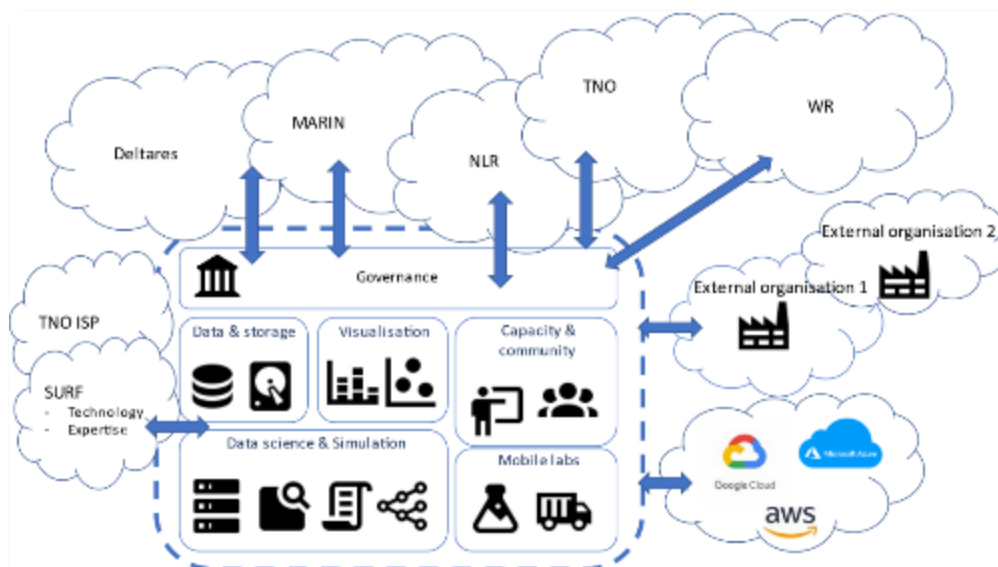 TNO
WR
MARIN
Deltares
NLR
External organisation 2
Governance
External organisation 1
TNO ISP
Data & storage
Visualisation
Capacity &
community
SURF
- Technology
- Expertise
Data science & Simulation
Mobile labs
Google Cloud
Microsoft Azure
aws